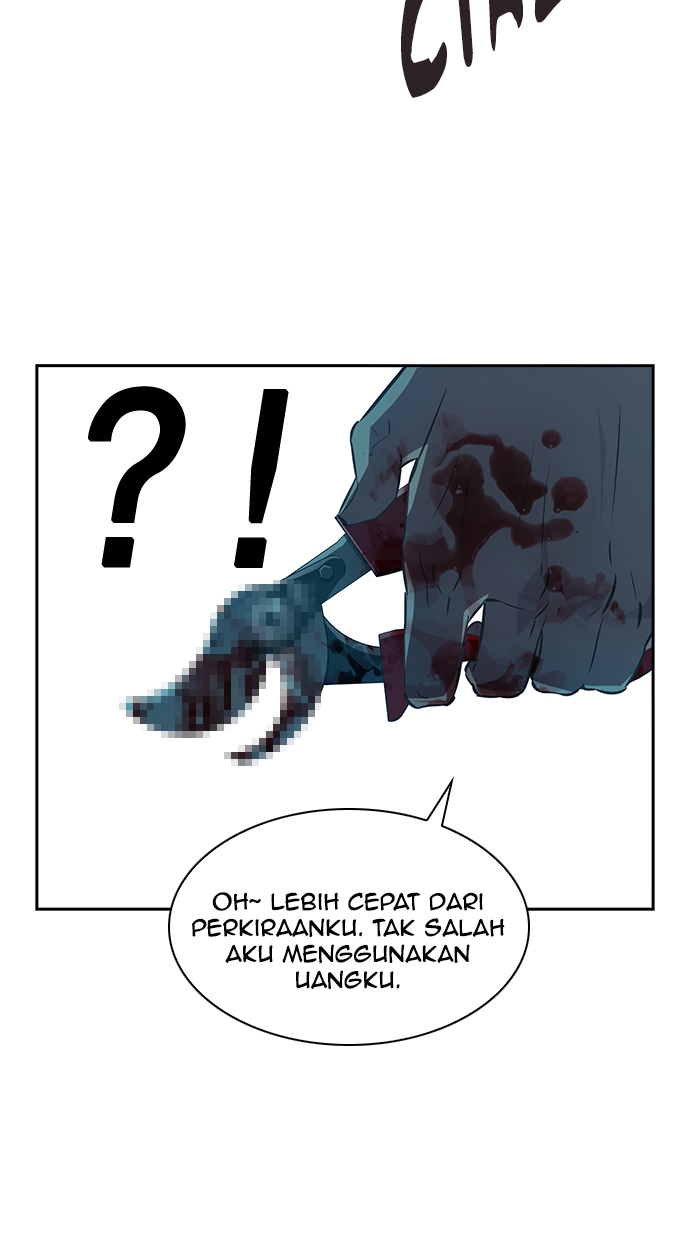 ?!
OH~ LEBIH CEPAT DARI
PERKIRAANKU. TAK SALAH
AKU MENGGUNAKAN
UANGKU.